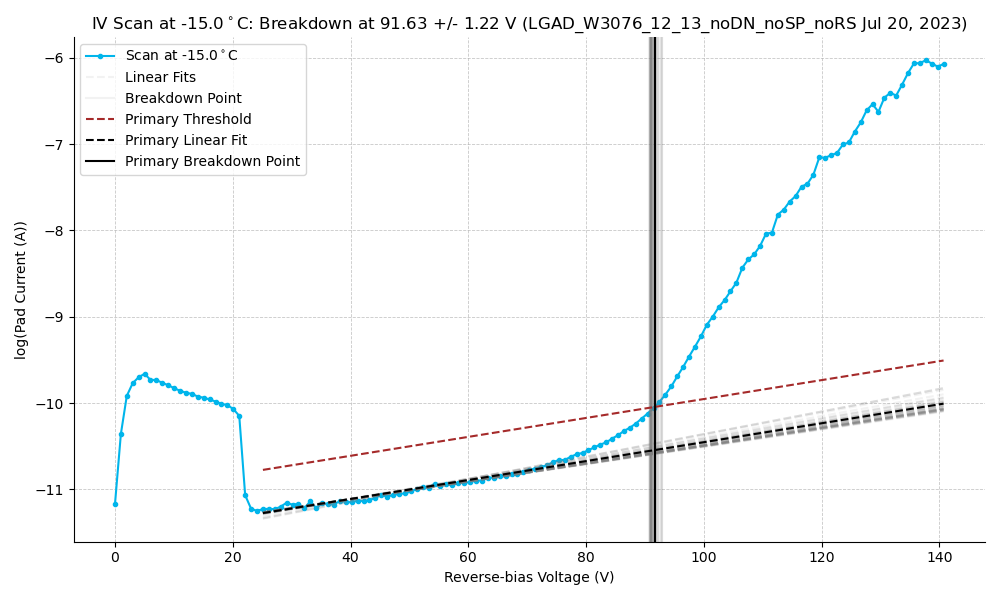 IV Scan at -15.0°C: Breakdown at 91.63 +/- 1.22 V (LGAD_W3076_12_13_noDN_noSP_noRS Jul 20, 2023)
Scan at -15.0°C
Linear Fits
Breakdown Point
Primary Threshold
Primary Linear Fit
Primary Breakdown Point
log(Pad Current (A))
−6
−7
−8
−9
−10
−11
0 20 40 60 80 100 120 140
Reverse-bias Voltage (V)